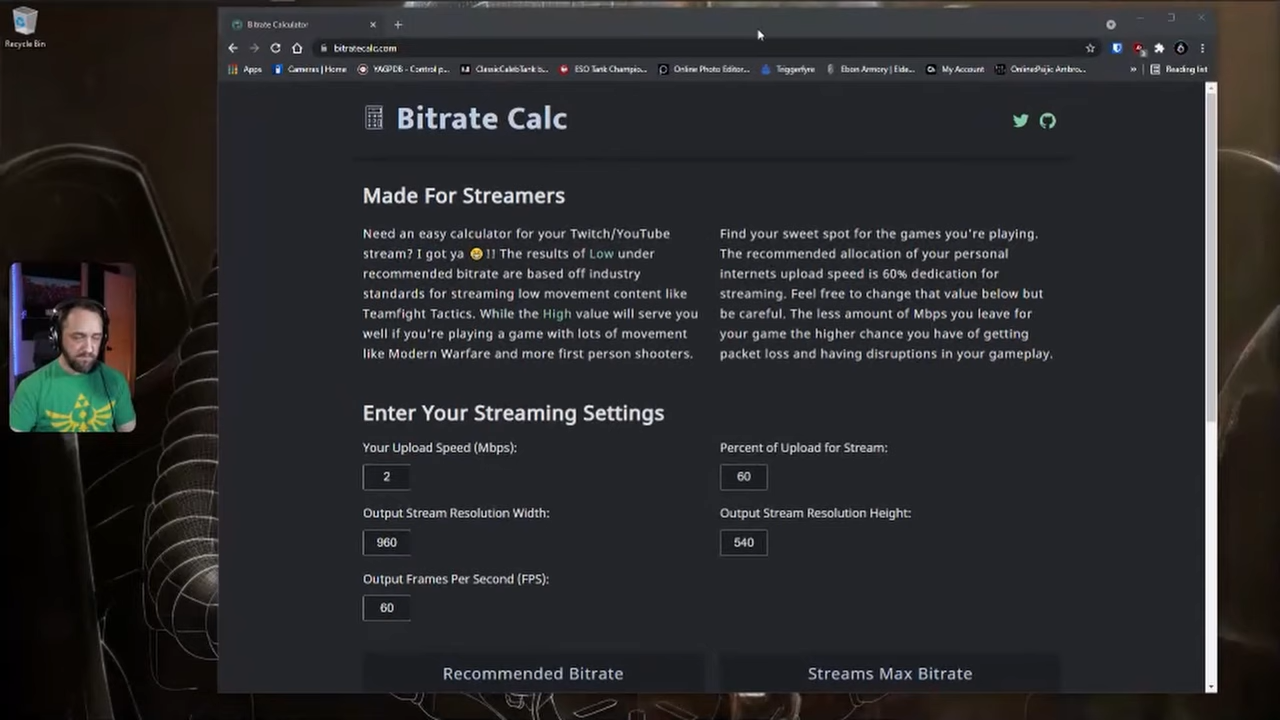 Recycle Bin
Bitrate Calculator
bitratecalc.com
Apps
Cameras | Home
YAGPDB - Control p...
ClassicCalebTank b...
ESO Tank Champio...
Online Photo Editor...
Triggerfyre
Ebon Armory | Elde...
My Account
OnlinePsijic Ambro...
»
Reading list
Bitrate Calc
Made For Streamers
Need an easy calculator for your Twitch/YouTube
stream? I got ya 🤓 !! The results of Low under
recommended bitrate are based off industry
standards for streaming low movement content like
Teamfight Tactics. While the High value will serve you
well if you're playing a game with lots of movement
like Modern Warfare and more first person shooters.
Find your sweet spot for the games you're playing.
The recommended allocation of your personal
internets upload speed is 60% dedication for
streaming. Feel free to change that value below but
be careful. The less amount of Mbps you leave for
your game the higher chance you have of getting
packet loss and having disruptions in your gameplay.
Enter Your Streaming Settings
Your Upload Speed (Mbps):
2
Percent of Upload for Stream:
60
Output Stream Resolution Width:
960
Output Stream Resolution Height:
540
Output Frames Per Second (FPS):
60
Recommended Bitrate
Streams Max Bitrate